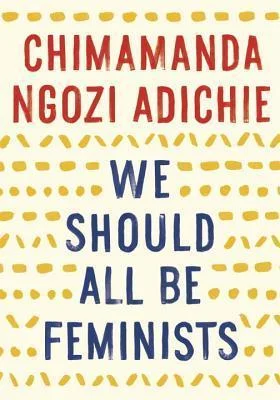 CHIMAMANDA
NGOZI ADICHIE
WE
SHOULD
ALL BE
FEMINISTS